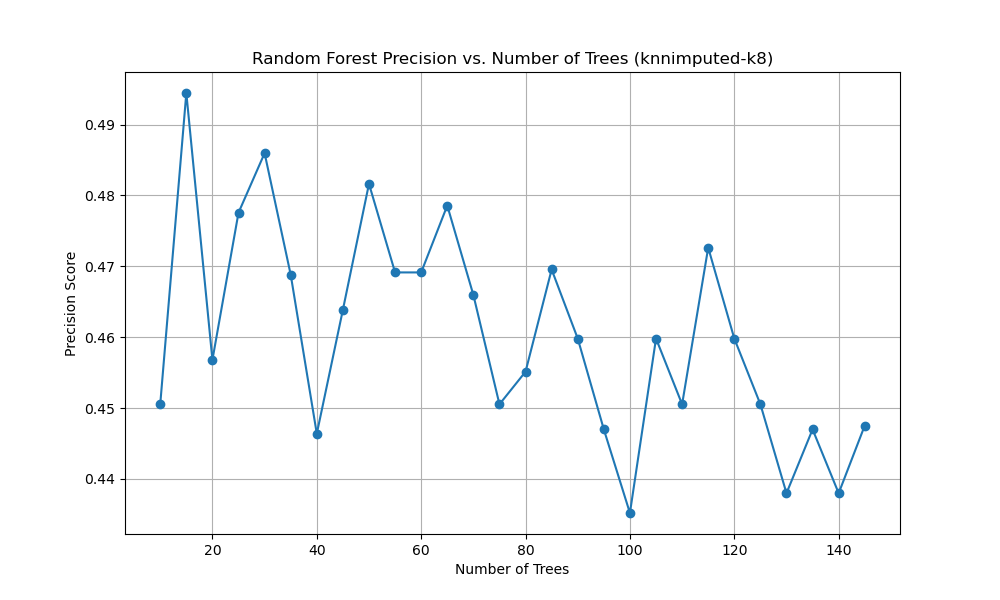 Random Forest Precision vs. Number of Trees (knnimputed-k8)
Precision Score
0.49
0.48
0.47
0.46
0.45
0.44
20 40 60 80 100 120 140
Number of Trees